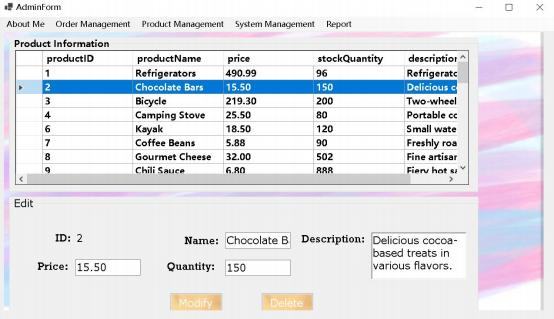 AdminForm
About Me Order Management Product Management System Management Report
Product Information
productID productName price stockQuantity description
1 Refrigerators 490.99 96 Refrigerato
2 Chocolate Bars 15.50 150 Delicious co
3 Bicycle 219.30 200 Two-wheel
4 Camping Stove 25.50 80 Portable co
6 Kayak 18.50 120 Small wate
7 Coffee Beans 5.88 90 Freshly roa
8 Gourmet Cheese 32.00 502 Fine artisan
9 Chili Sauce 6.80 888 Fiery hot sa
Edit
ID: 2 Name: Chocolate B Description: Delicious cocoa-
based treats in
various flavors.
Price: 15.50 Quantity: 150
Modify Delete